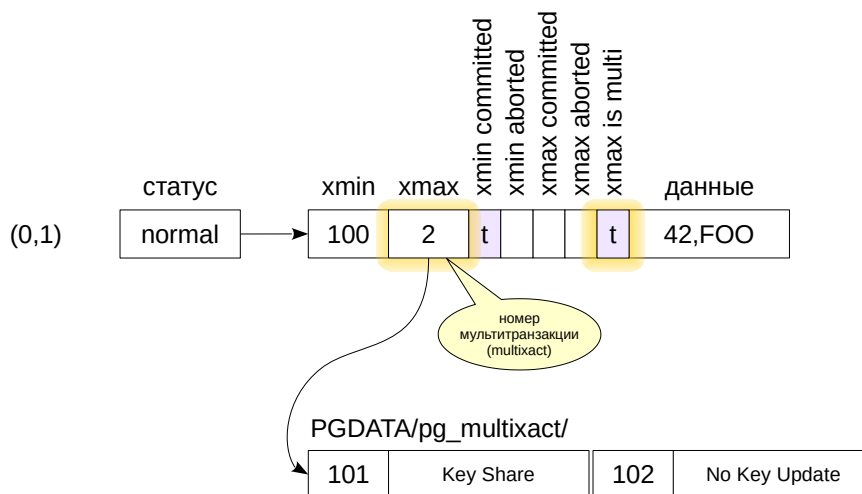 xmin committed
xmin aborted
xmax committed
xmax aborted
xmax is multi
статус xmin xmax данные
(0,1) normal 100 2 t t 42,FOO
номер
мультитранзакции
(multixact)
PGDATA/pg_multixact/
101 Key Share 102 No Key Update